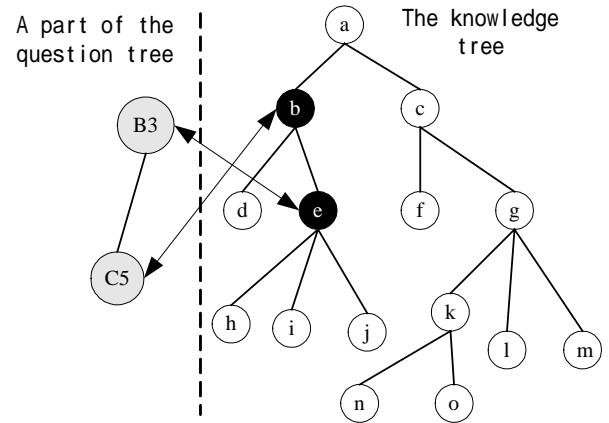 A part of the
question tree
The knowledge
tree
a
B3
b
c
d
e
f
g
C5
h
i
j
k
l
m
n
o